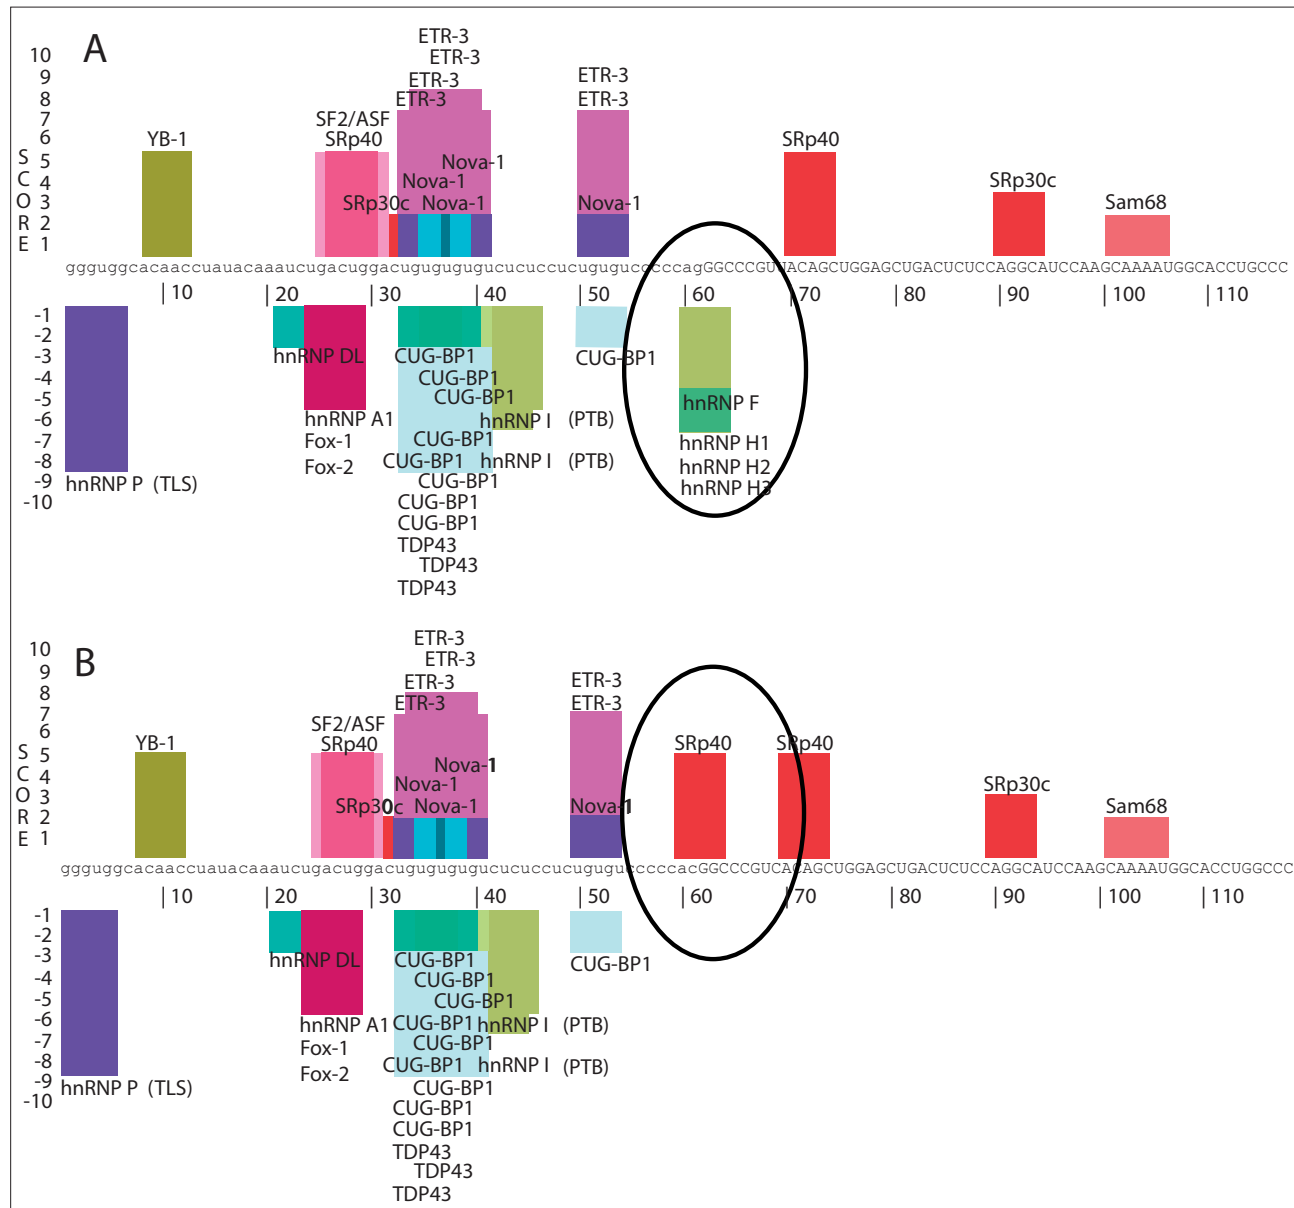 A
ETR-3
ETR-3
ETR-3
ETR-3
ETR-3
ETR-3
10
9
8
7
6
5
4
3
2
1
SCORE
YB-1
SF2/ASF
SRp40
SRp30c
Nova-1
Nova-1
Nova-1
Nova-1
SRp40
SRp30c
Sam68
ggguggcacaaccuauacaaaucugacuggacugugugugucucuccucugugucccccagGGCCCGUUACAGCUGGAGCUGACUCUCCAGGCAUCCAAGCAAAAUGGCACCUGCCC
|10 |20 |30 |40 |50 |60 |70 |80 |90 |100 |110
-1
-2
-3
-4
-5
-6
-7
-8
-9
-10
hnRNP P (TLS)
hnRNP DL
hnRNP A1
Fox-1
Fox-2
CUG-BP1
CUG-BP1
CUG-BP1
CUG-BP1
CUG-BP1
CUG-BP1
CUG-BP1
CUG-BP1
TDP43
TDP43
TDP43
hnRNP I (PTB)
hnRNP I (PTB)
CUG-BP1
hnRNP F
hnRNP H1
hnRNP H2
hnRNP H3
B
ETR-3
ETR-3
ETR-3
ETR-3
ETR-3
ETR-3
10
9
8
7
6
5
4
3
2
1
SCORE
YB-1
SF2/ASF
SRp40
SRp30c
Nova-1
Nova-1
Nova-1
Nova-1
SRp40
SRp40
SRp30c
Sam68
ggguggcacaaccuauacaaaucugacuggacugugugugucucuccucugugucccccacGGCCCGUCACAGCUGGAGCUGACUCUCCAGGCAUCCAAGCAAAAUGGCACCUGGCCC
|10 |20 |30 |40 |50 |60 |70 |80 |90 |100 |110
-1
-2
-3
-4
-5
-6
-7
-8
-9
-10
hnRNP P (TLS)
hnRNP DL
hnRNP A1
Fox-1
Fox-2
CUG-BP1
CUG-BP1
CUG-BP1
CUG-BP1
CUG-BP1
CUG-BP1
CUG-BP1
CUG-BP1
CUG-BP1
TDP43
TDP43
TDP43
hnRNP I (PTB)
hnRNP I (PTB)
CUG-BP1